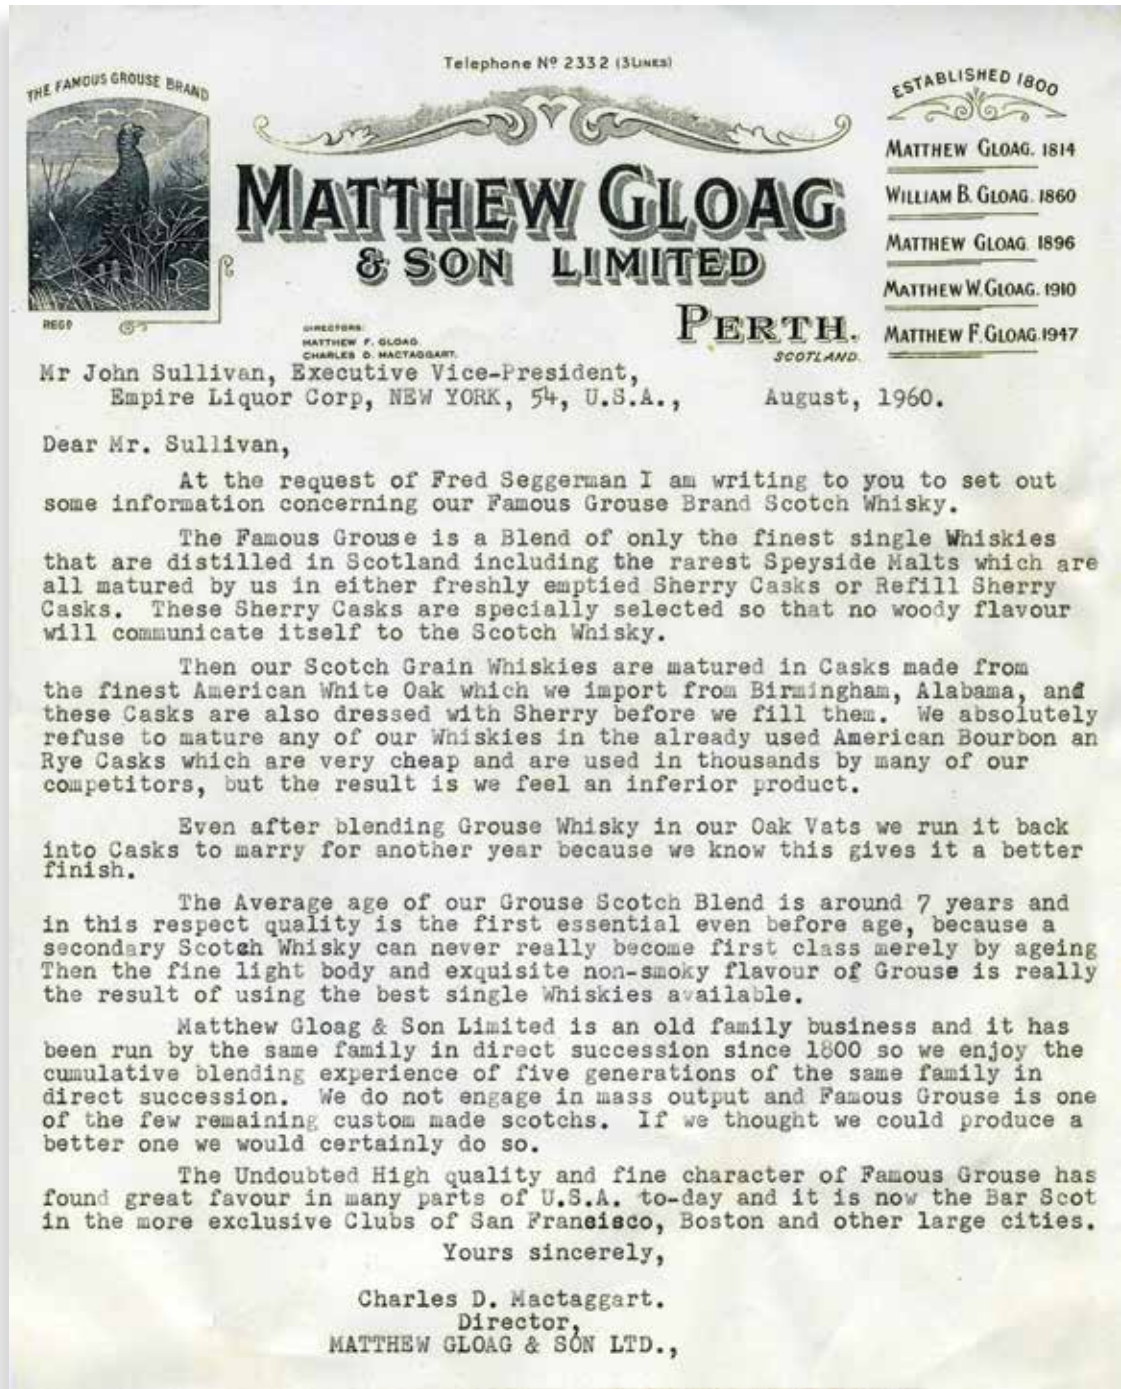 Telephone Nº 2332 (3 LINES)
THE FAMOUS GROUSE BRAND
REGD
MATTHEW GLOAG
& SON LIMITED
PERTH.
SCOTLAND.
ESTABLISHED 1800
MATTHEW GLOAG. 1814
WILLIAM B. GLOAG. 1860
MATTHEW GLOAG. 1896
MATTHEW W. GLOAG. 1910
MATTHEW F. GLOAG. 1947
DIRECTORS:
MATTHEW F. GLOAG.
CHARLES D. MACTAGGART.
Mr John Sullivan, Executive Vice-President,
Empire Liquor Corp, NEW YORK, 54, U.S.A., August, 1960.
Dear Mr. Sullivan,
At the request of Fred Seggerman I am writing to you to set out
some information concerning our Famous Grouse Brand Scotch Whisky.
The Famous Grouse is a Blend of only the finest single Whiskies
that are distilled in Scotland including the rarest Speyside Malts which are
all matured by us in either freshly emptied Sherry Casks or Refill Sherry
Casks. These Sherry Casks are specially selected so that no woody flavour
will communicate itself to the Scotch Whisky.
Then our Scotch Grain Whiskies are matured in Casks made from
the finest American White Oak which we import from Birmingham, Alabama, and
these Casks are also dressed with Sherry before we fill them. We absolutely
refuse to mature any of our Whiskies in the already used American Bourbon an
Rye Casks which are very cheap and are used in thousands by many of our
competitors, but the result is we feel an inferior product.
Even after blending Grouse Whisky in our Oak Vats we run it back
into Casks to marry for another year because we know this gives it a better
finish.
The Average age of our Grouse Scotch Blend is around 7 years and
in this respect quality is the first essential even before age, because a
secondary Scotch Whisky can never really become first class merely by ageing
Then the fine light body and exquisite non-smoky flavour of Grouse is really
the result of using the best single Whiskies available.
Matthew Gloag & Son Limited is an old family business and it has
been run by the same family in direct succession since 1800 so we enjoy the
cumulative blending experience of five generations of the same family in
direct succession. We do not engage in mass output and Famous Grouse is one
of the few remaining custom made scotchs. If we thought we could produce a
better one we would certainly do so.
The Undoubted High quality and fine character of Famous Grouse has
found great favour in many parts of U.S.A. to-day and it is now the Bar Scot
in the more exclusive Clubs of San Francisco, Boston and other large cities.
Yours sincerely,
Charles D. Mactaggart.
Director,
MATTHEW GLOAG & SON LTD.,